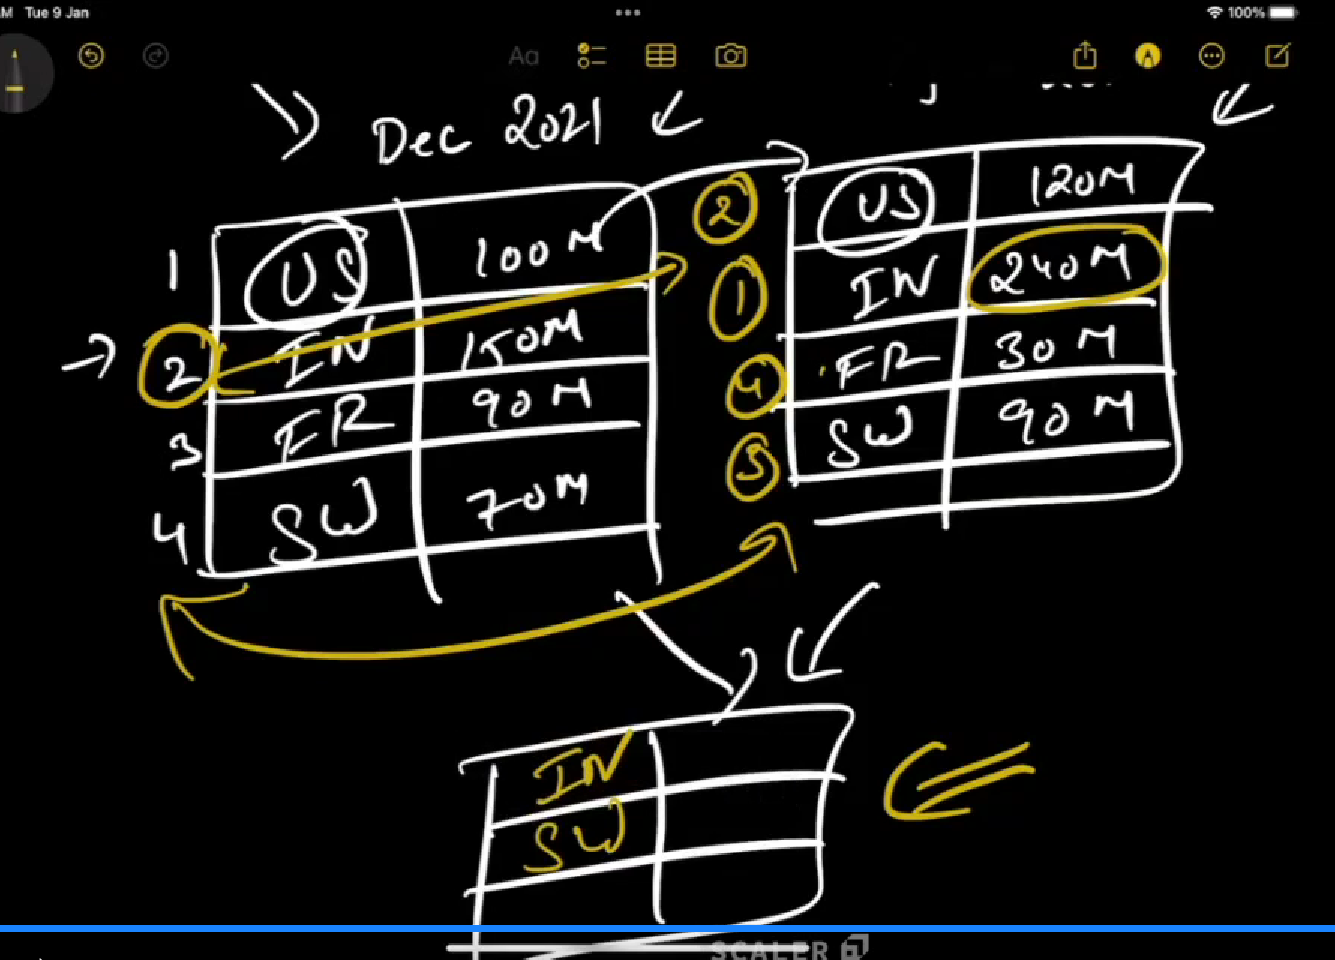 Tue 9 Jan
100%
Aa
Dec 2021
1 US 100M
2 IN 150M
3 FR 90M
4 SW 70M
2 US 120M
1 IN 240M
4 FR 30M
3 SW 90M
IN
SW
SCALER